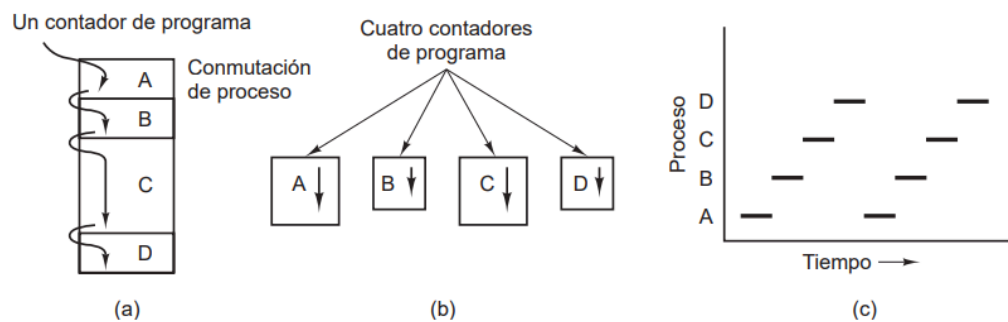 Un contador de programa
A
B
C
D
Conmutación
de proceso
(a)
Cuatro contadores
de programa
A
B
C
D
(b)
Proceso
D
C
B
A
Tiempo
(c)